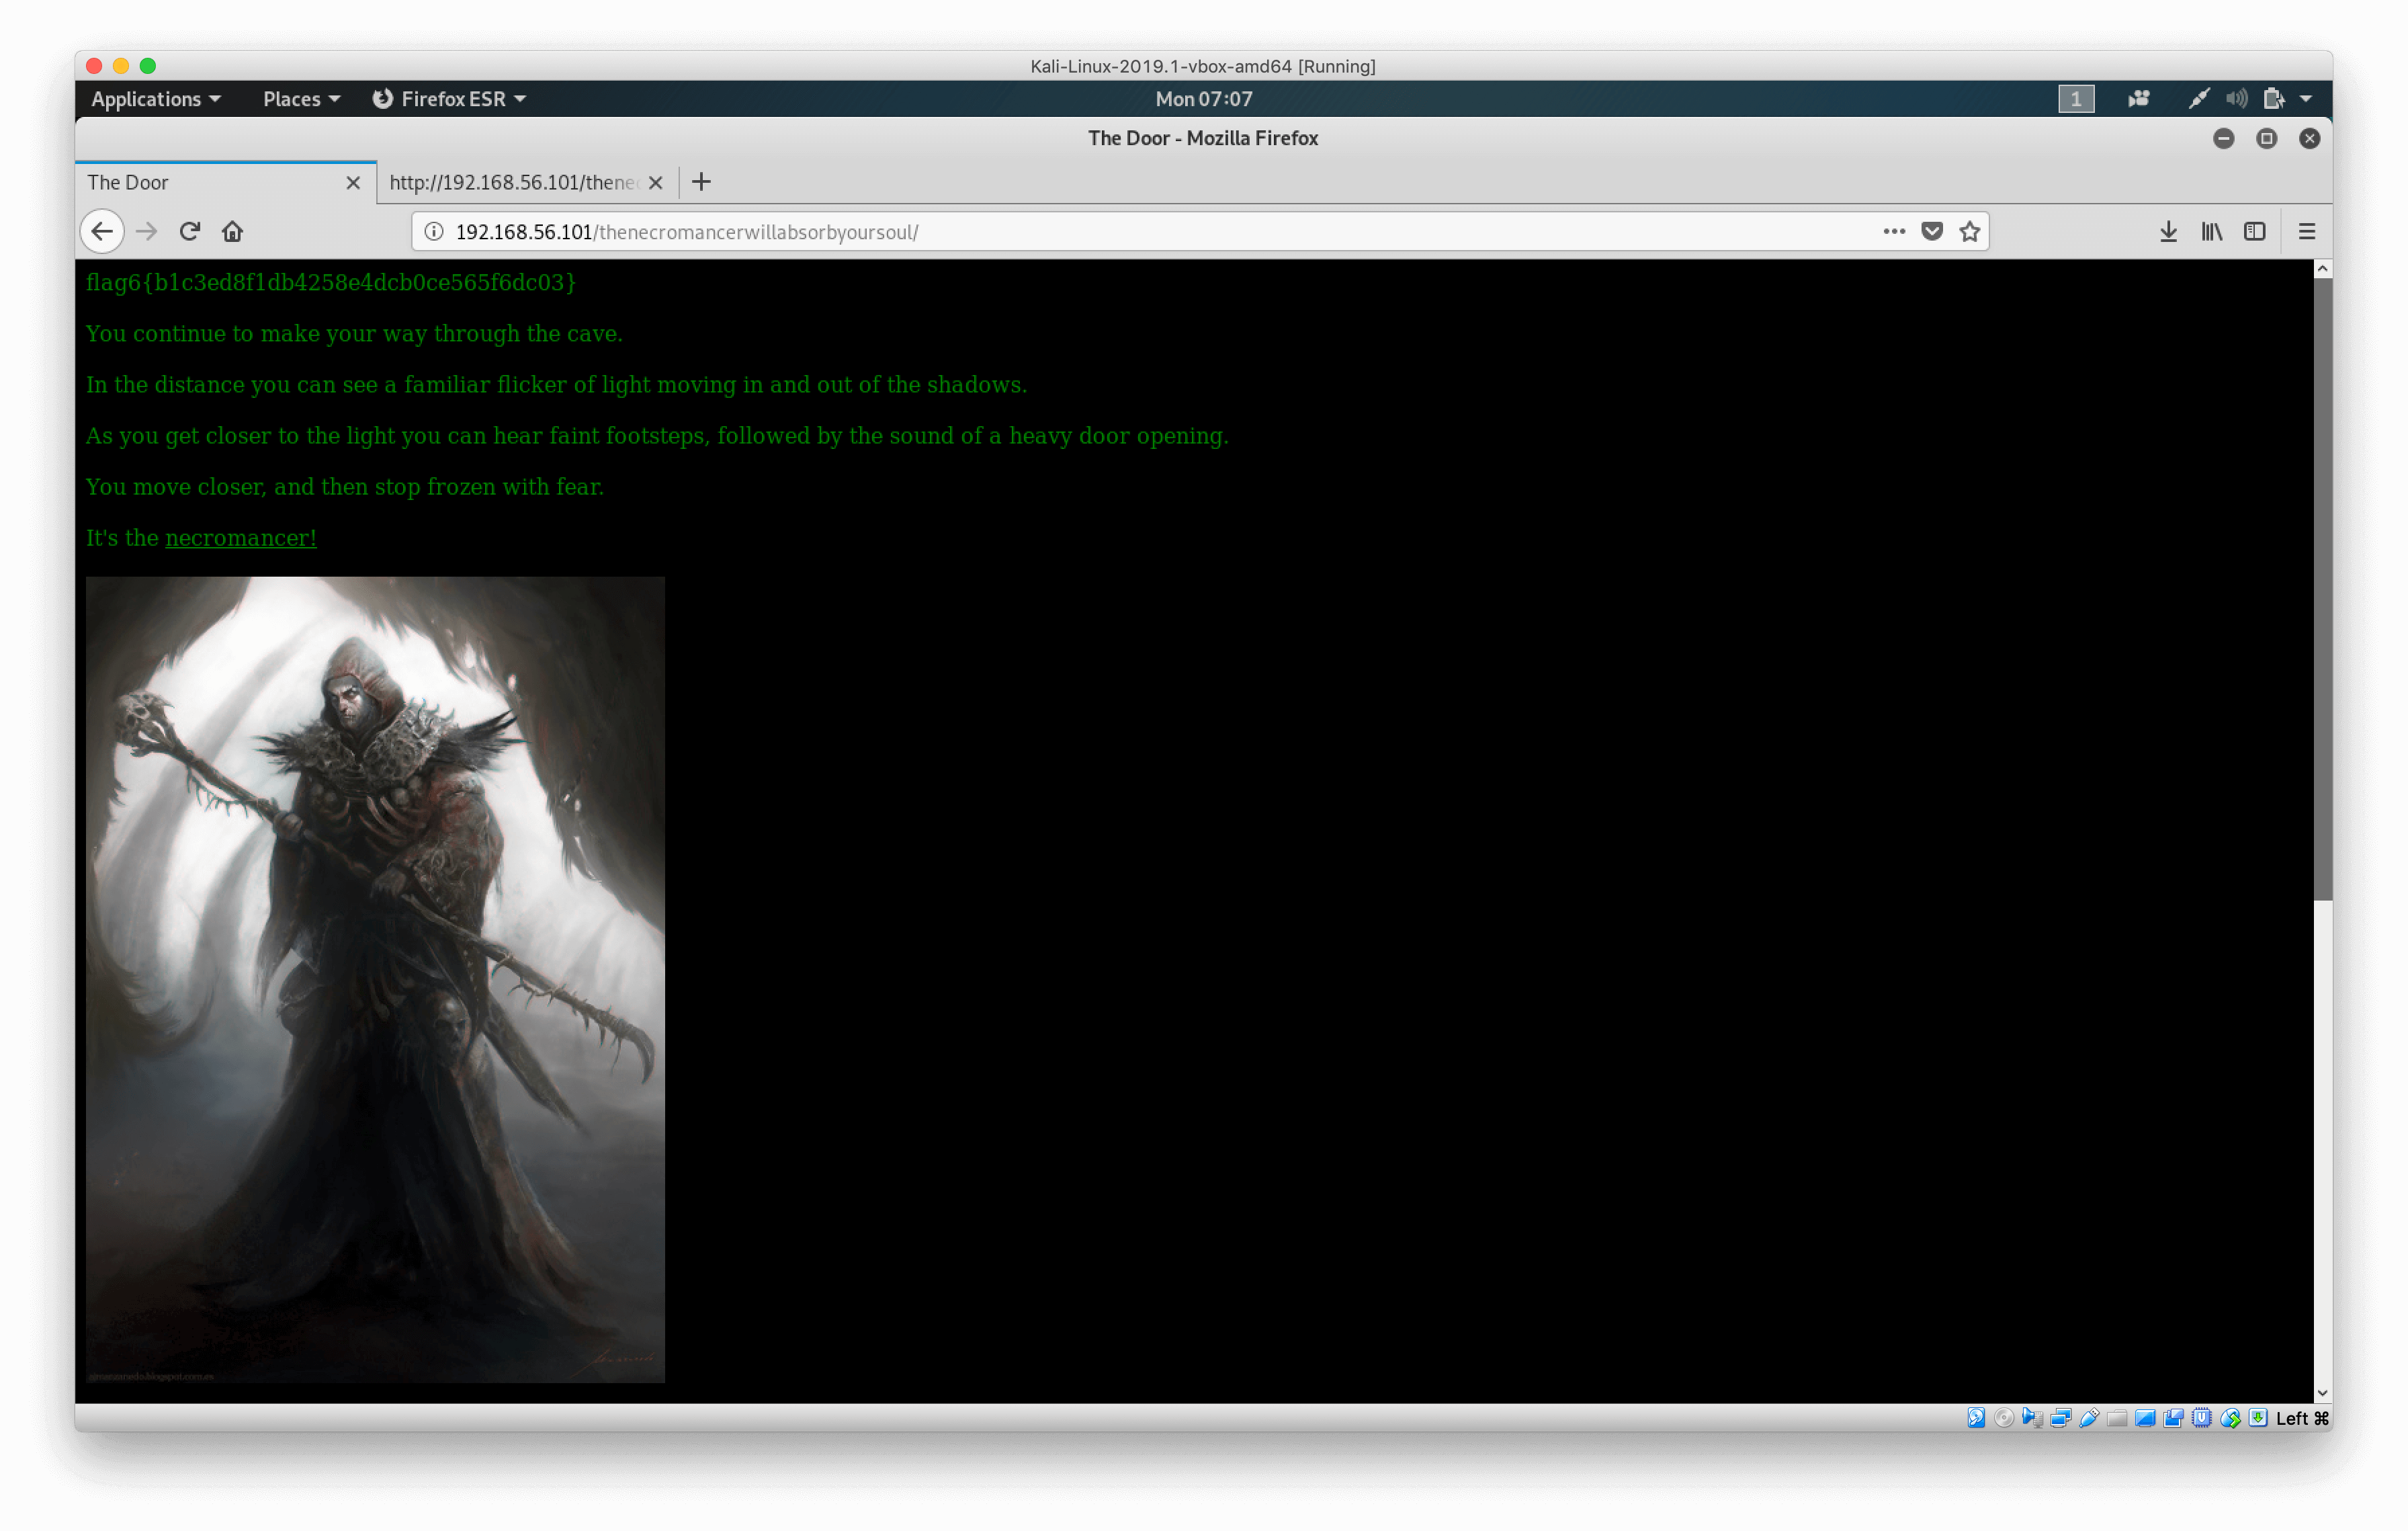 Kali-Linux-2019.1-vbox-amd64 [Running]
Applications Places Firefox ESR Mon 07:07 1
The Door - Mozilla Firefox
The Door http://192.168.56.101/thene
192.168.56.101/thenecromancerwillabsorbyoursoul/
flag6{b1c3ed8f1db4258e4dcb0ce565f6dc03}
You continue to make your way through the cave.
In the distance you can see a familiar flicker of light moving in and out of the shadows.
As you get closer to the light you can hear faint footsteps, followed by the sound of a heavy door opening.
You move closer, and then stop frozen with fear.
It's the necromancer!
Left ⌘